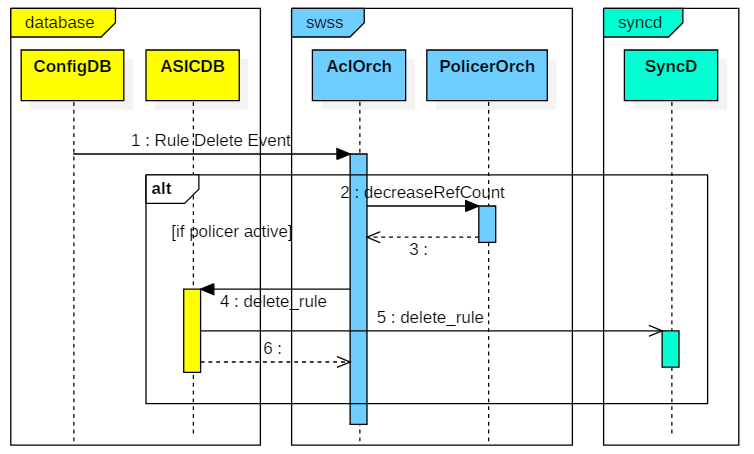 database
swss
syncd
ConfigDB
ASICDB
AclOrch
PolicerOrch
SyncD
1 : Rule Delete Event
alt
2 : decreaseRefCount
[if policer active]
3 :
4 : delete_rule
5 : delete_rule
6 :